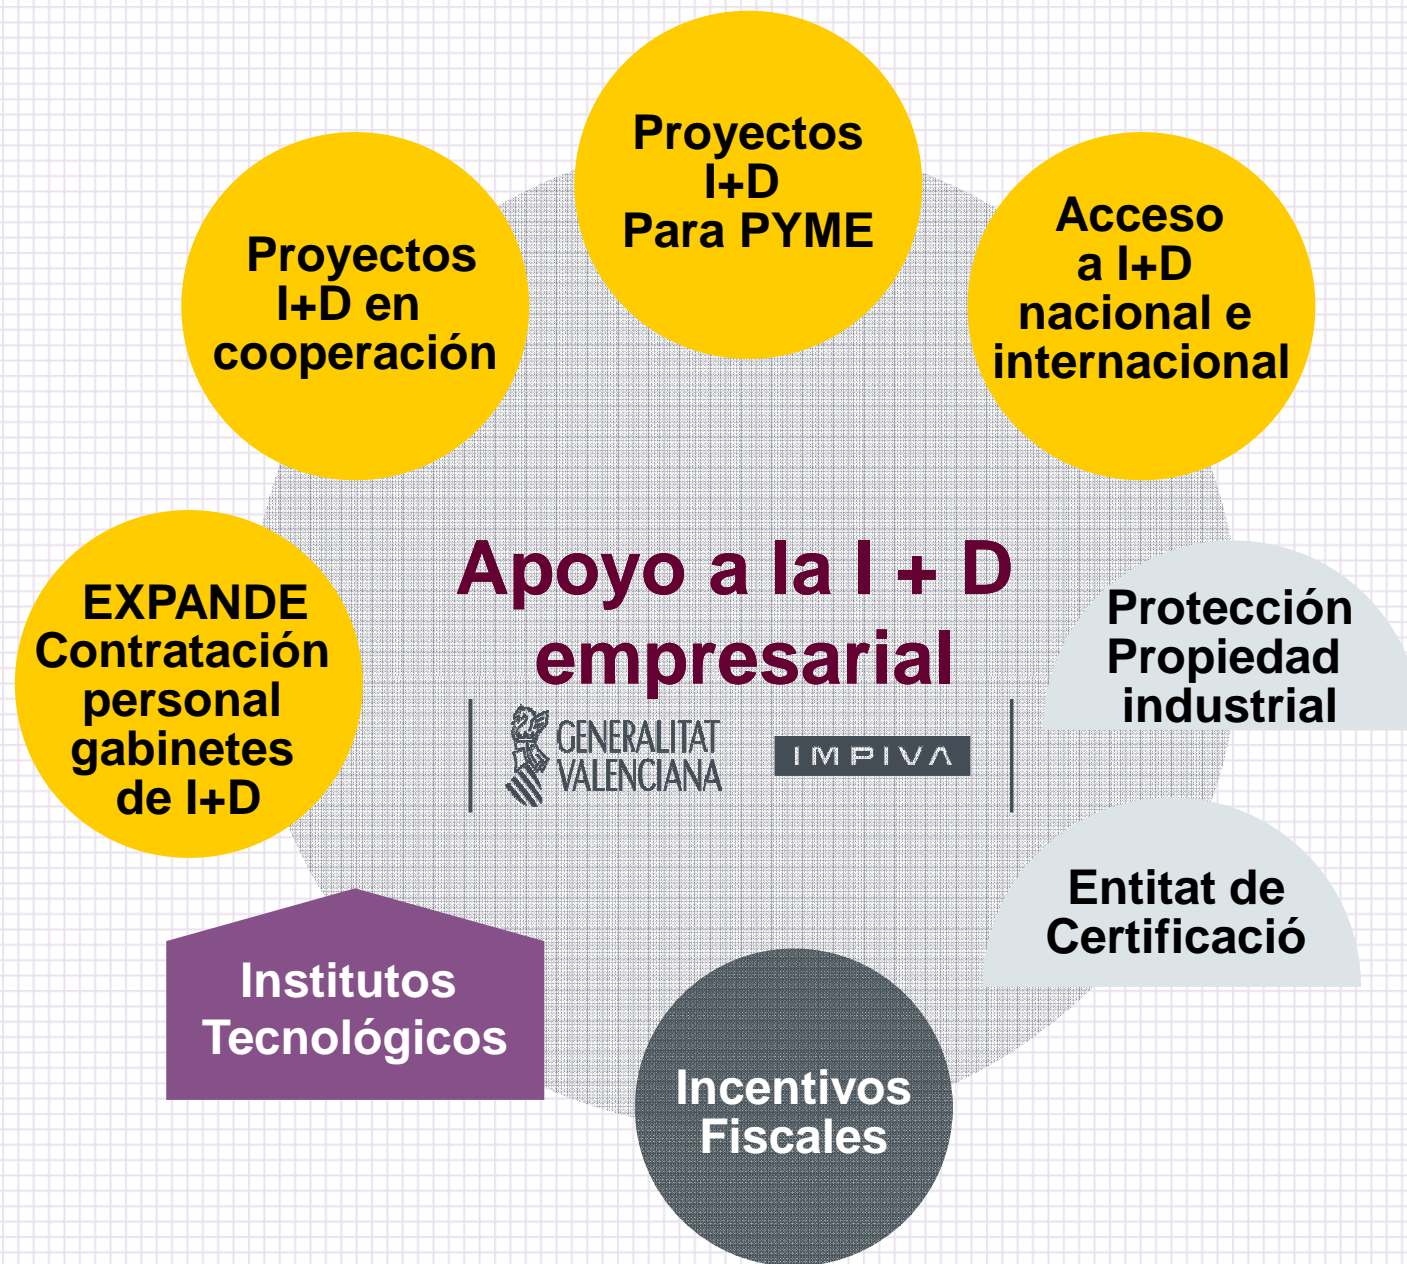 Proyectos
I+D
Para PYME
Proyectos
I+D en
cooperación
Acceso
a I+D
nacional e
internacional
EXPANDE
Contratación
personal
gabinetes
de I+D
Apoyo a la I + D
empresarial
GENERALITAT
VALENCIANA
IMPIVA
Protección
Propiedad
industrial
Entitat de
Certificació
Institutos
Tecnológicos
Incentivos
Fiscales